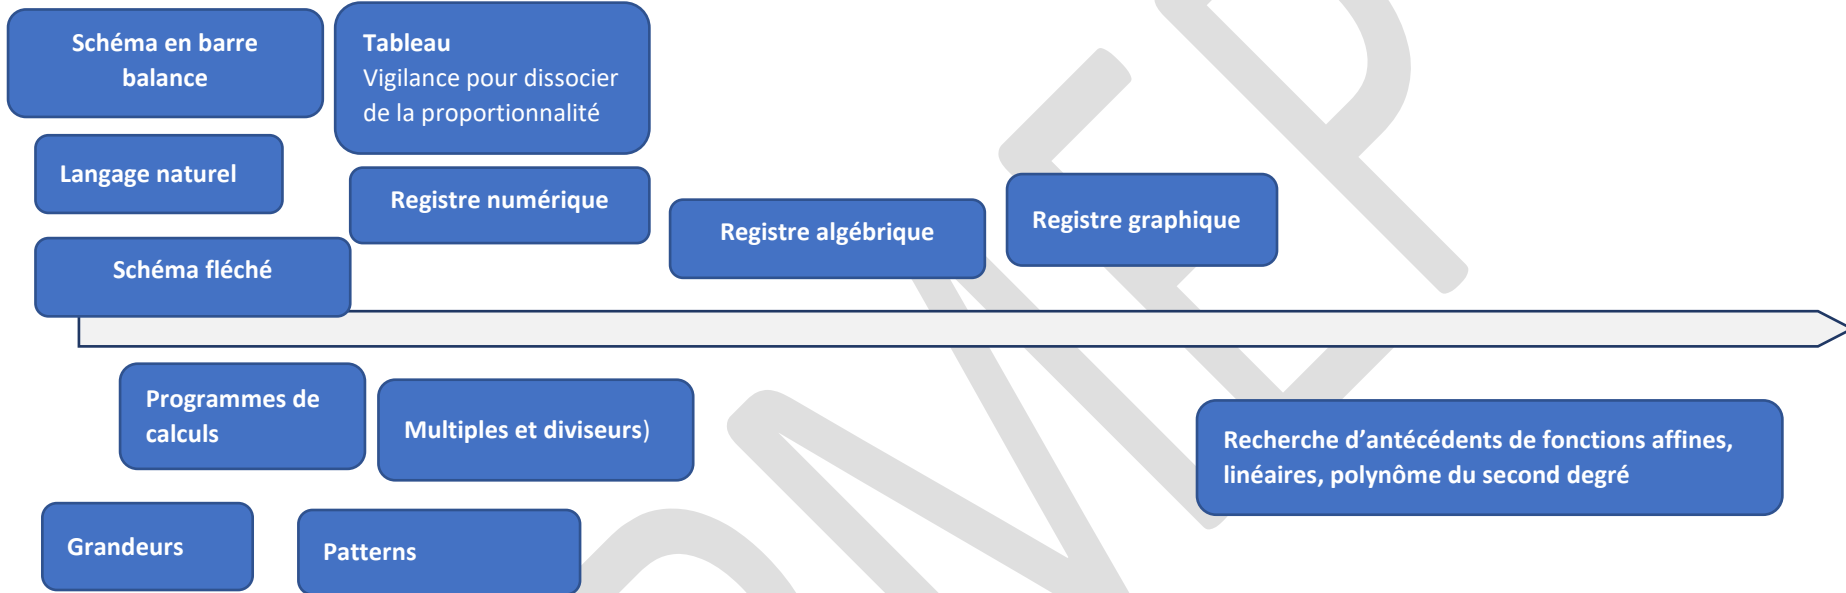 Schéma en barre
balance
Tableau
Vigilance pour dissocier
de la proportionnalité
Langage naturel
Registre numérique
Registre algébrique
Registre graphique
Schéma fléché
Programmes de
calculs
Multiples et diviseurs)
Recherche d’antécédents de fonctions affines,
linéaires, polynôme du second degré
Grandeurs
Patterns